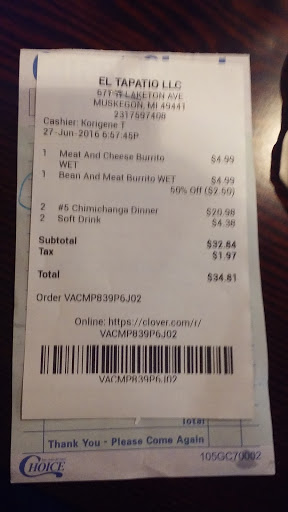 EL TAPATIO LLC
671 W LAKETON AVE
MUSKEGON, MI 49441
2317597400
Cashier: Korigene T
27-Jun-2016 6:57:45P
1 Meat And Cheese Burrito $4.99
WET
1 Bean And Meat Burrito WET $4.99
50% Off ($2.50)
2 #5 Chimichanga Dinner $20.98
2 Soft Drink $4.38
Subtotal $32.84
Tax $1.97
Total $34.81
Order VACMP839P6J02
Online: https://clover.com/r/
VACMP839P6J02
VACMP839P6J02
Total
Thank You - Please Come Again
CHOICE
105GC70002